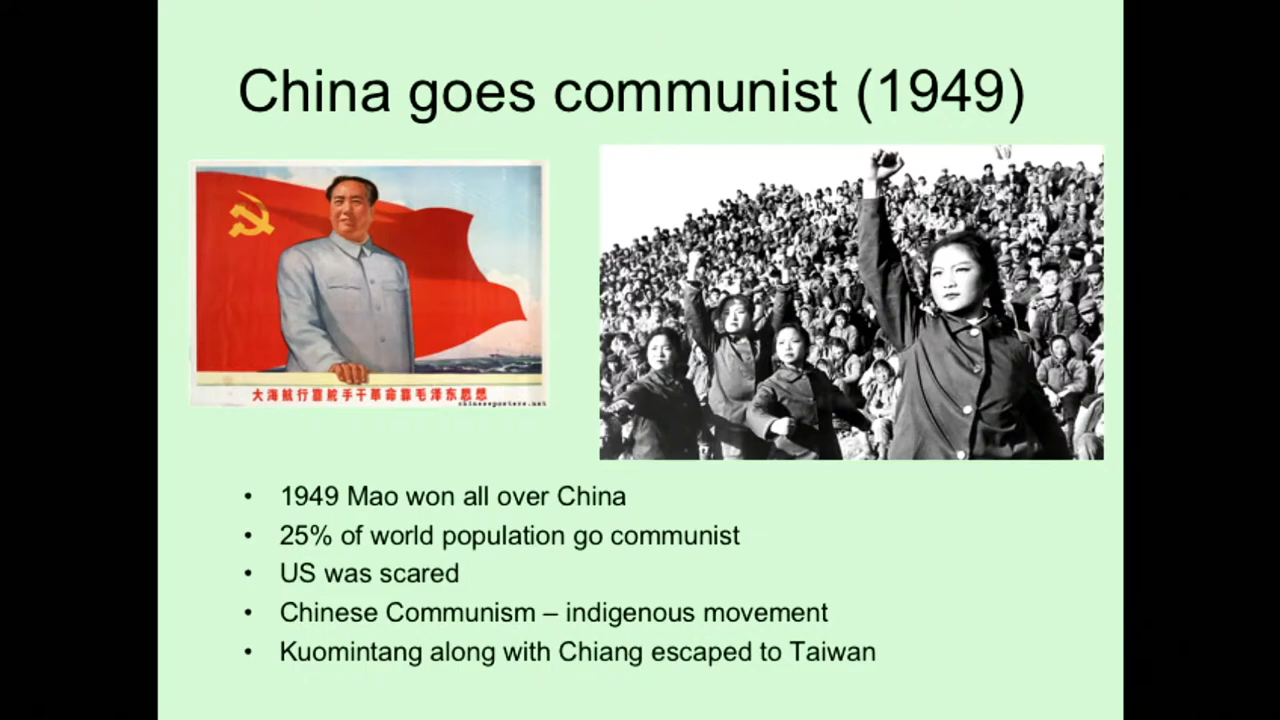 China goes communist (1949)
大海航行靠舵手干革命靠毛泽东思想
chineseposters.net
• 1949 Mao won all over China
• 25% of world population go communist
• US was scared
• Chinese Communism – indigenous movement
• Kuomintang along with Chiang escaped to Taiwan